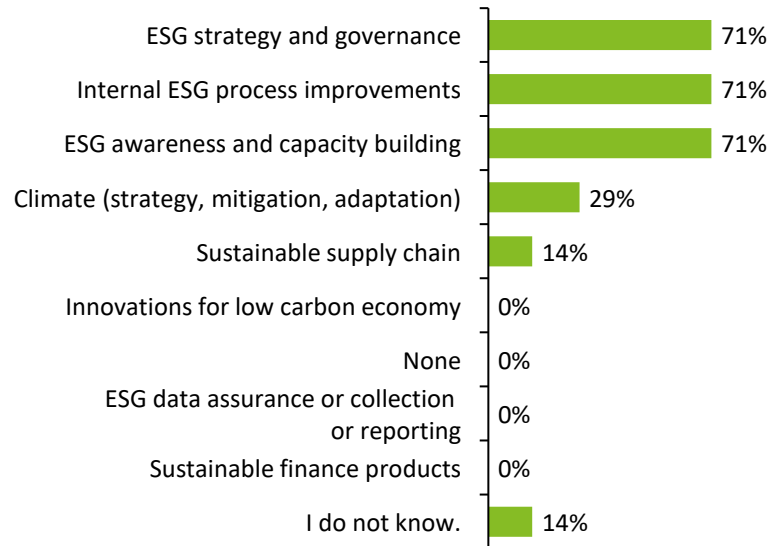 ESG strategy and governance 71%
Internal ESG process improvements 71%
ESG awareness and capacity building 71%
Climate (strategy, mitigation, adaptation) 29%
Sustainable supply chain 14%
Innovations for low carbon economy 0%
None 0%
ESG data assurance or collection
or reporting 0%
Sustainable finance products 0%
I do not know. 14%